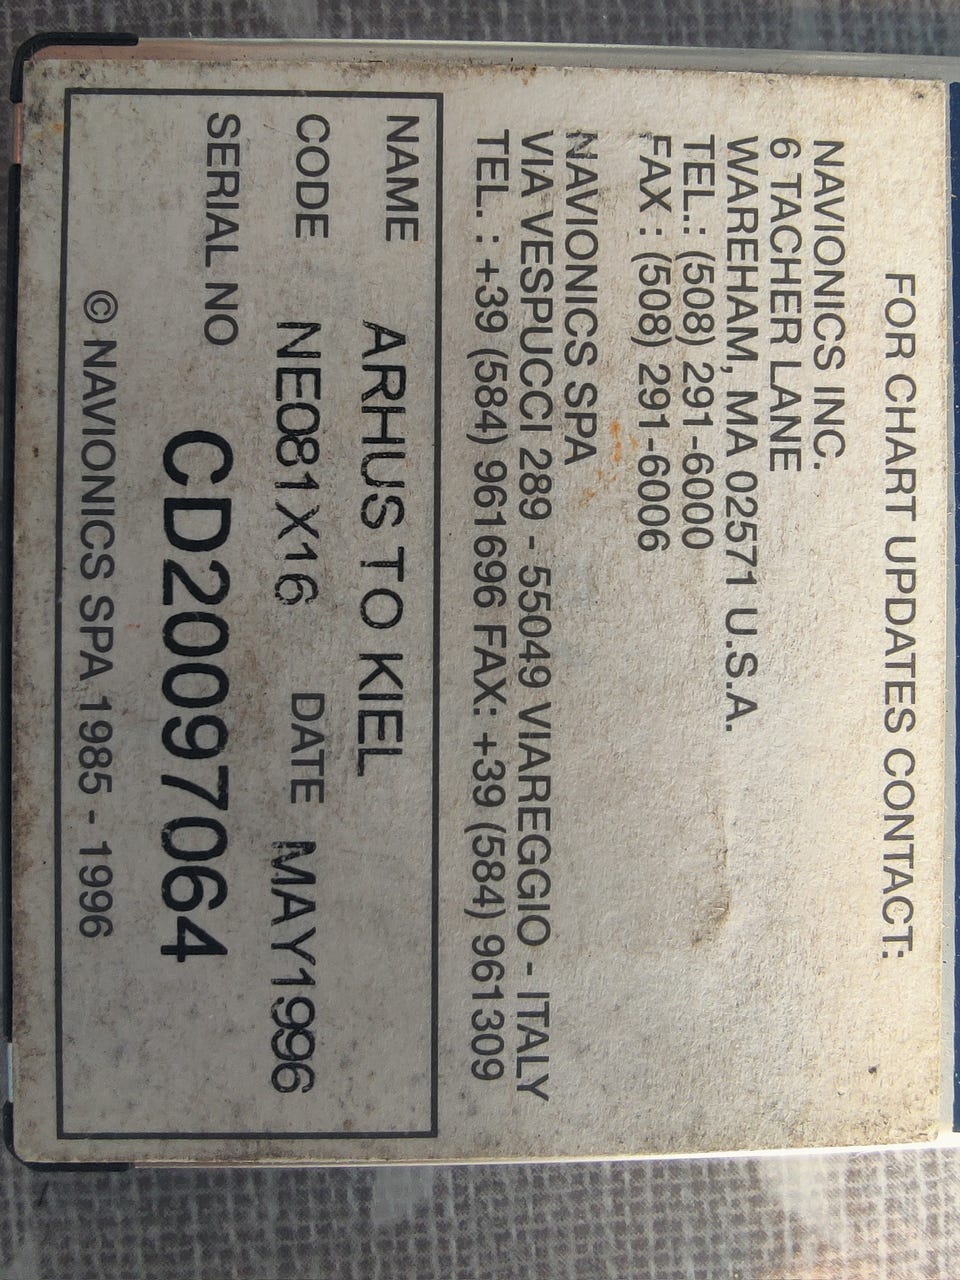 FOR CHART UPDATES CONTACT:
NAVIONICS INC.
6 TACHER LANE
WAREHAM, MA 02571 U.S.A.
TEL.: (508) 291-6000
FAX : (508) 291-6006
NAVIONICS SPA
VIA VESPUCCI 289 - 55049 VIAREGGIO - ITALY
TEL. : +39 (584) 961696 FAX: +39 (584) 961309
NAME ARHUS TO KIEL
CODE NE081X16 DATE MAY1996
SERIAL NO CD20097064
© NAVIONICS SPA 1985 - 1996